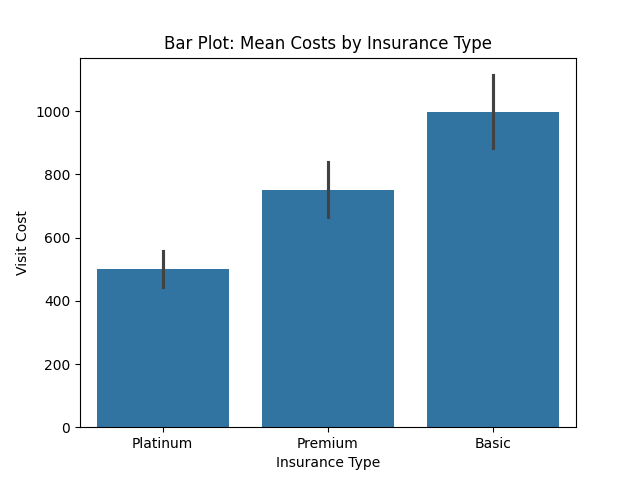 Bar Plot: Mean Costs by Insurance Type
1000
800
600
400
200
0
Visit Cost
Platinum Premium Basic
Insurance Type